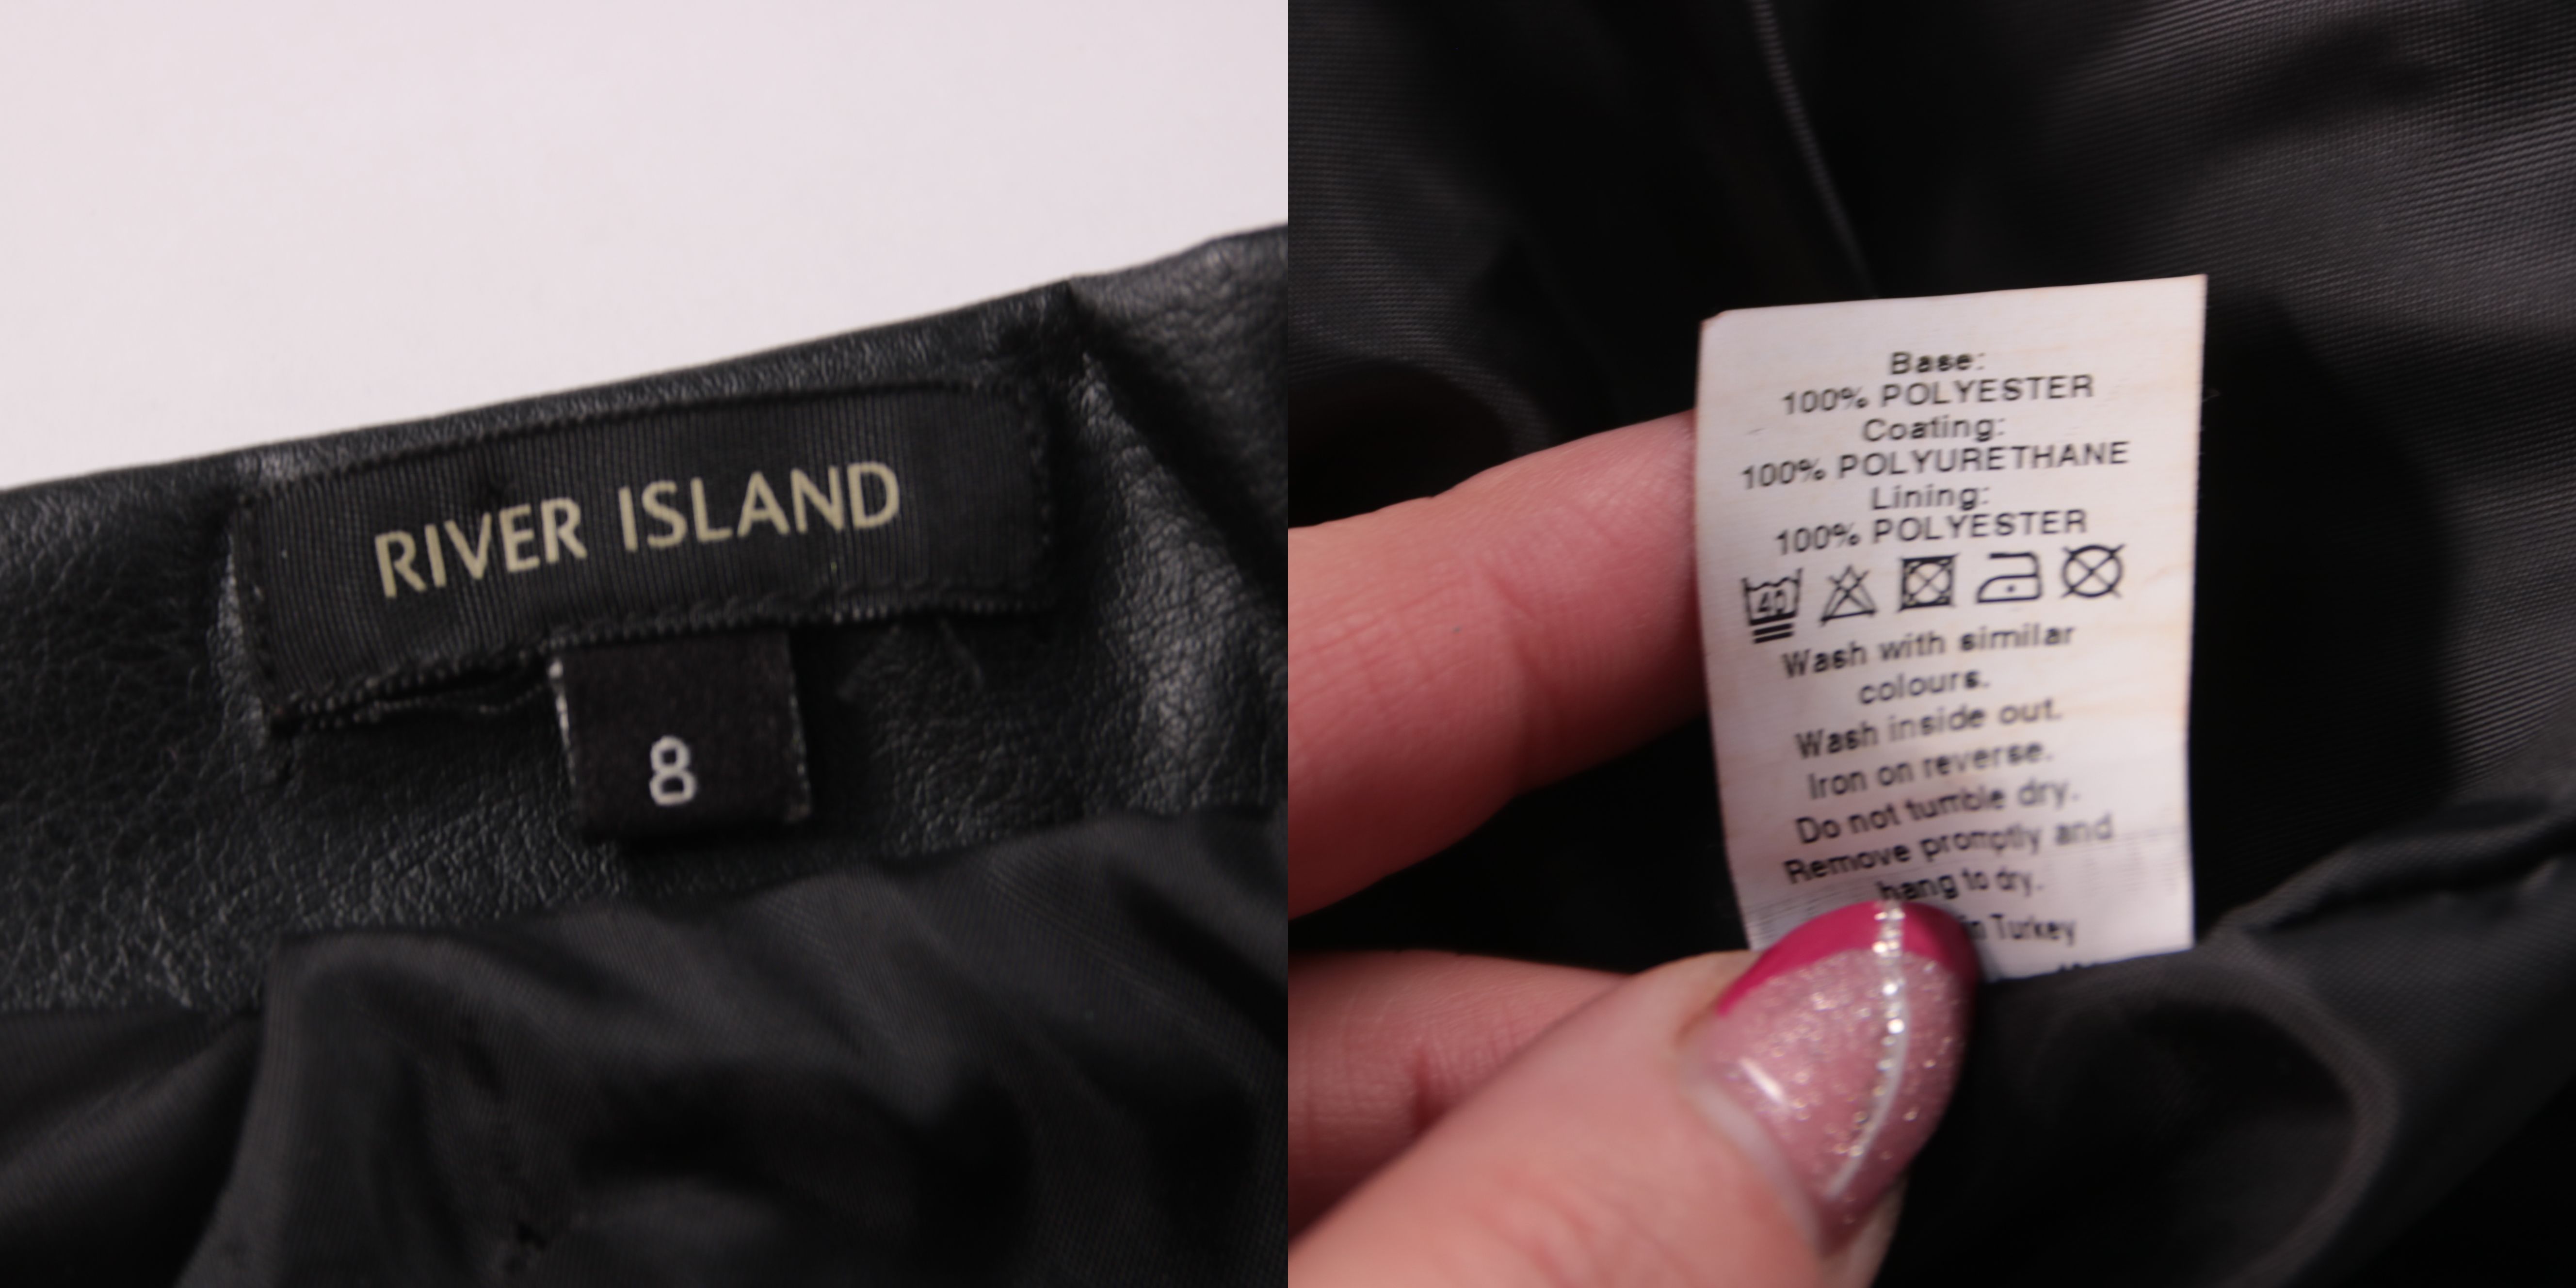 RIVER ISLAND
8
Base:
100% POLYESTER
Coating:
100% POLYURETHANE
Lining:
100% POLYESTER
40
Wash with similar
colours.
Wash inside out.
Iron on reverse.
Do not tumble dry.
Remove promptly and
hang to dry.
in Turkey